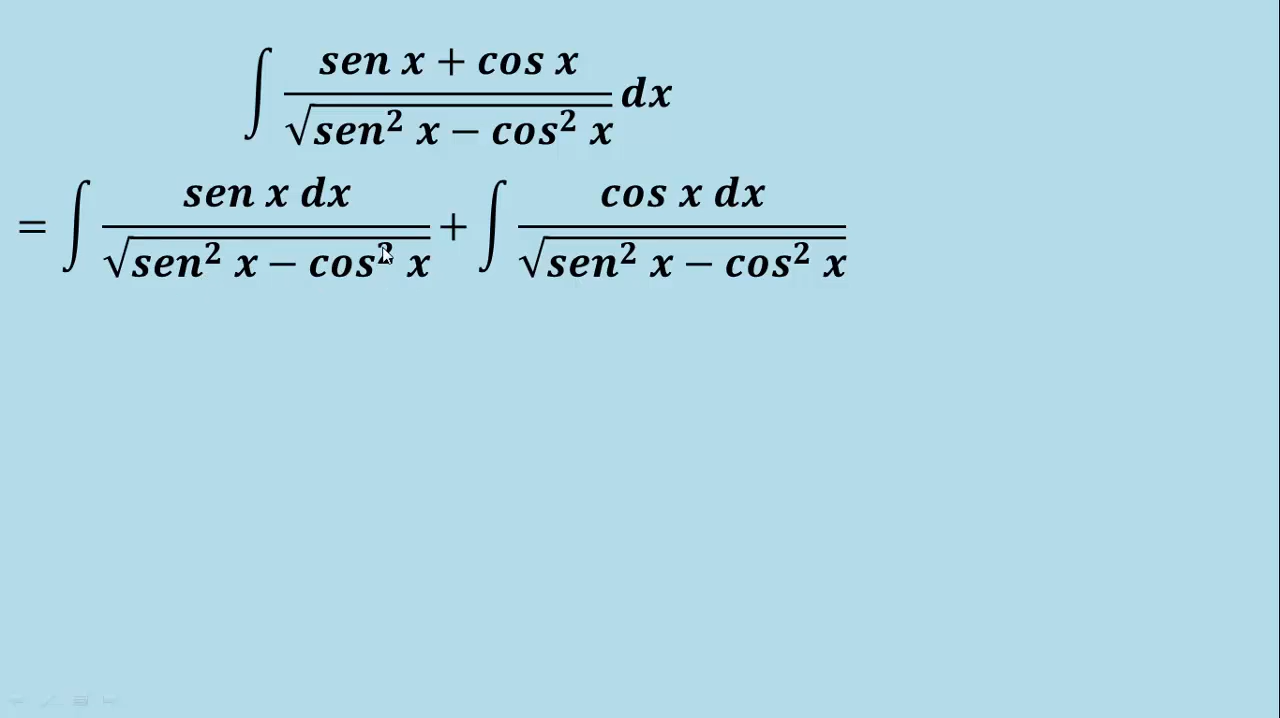 ∫ (sen x + cos x)/√(sen² x − cos² x) dx
= ∫ (sen x dx)/√(sen² x − cos² x) + ∫ (cos x dx)/√(sen² x − cos² x)